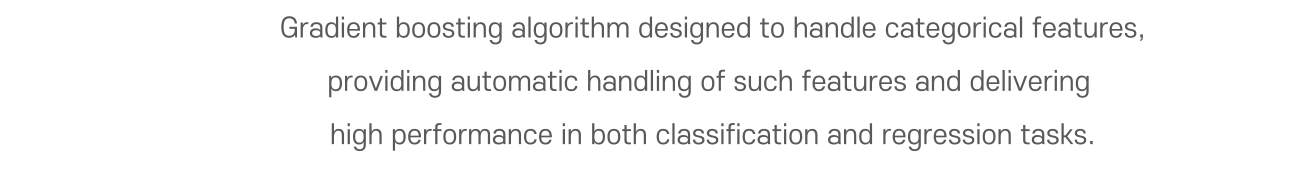 Gradient boosting algorithm designed to handle categorical features,
providing automatic handling of such features and delivering
high performance in both classification and regression tasks.